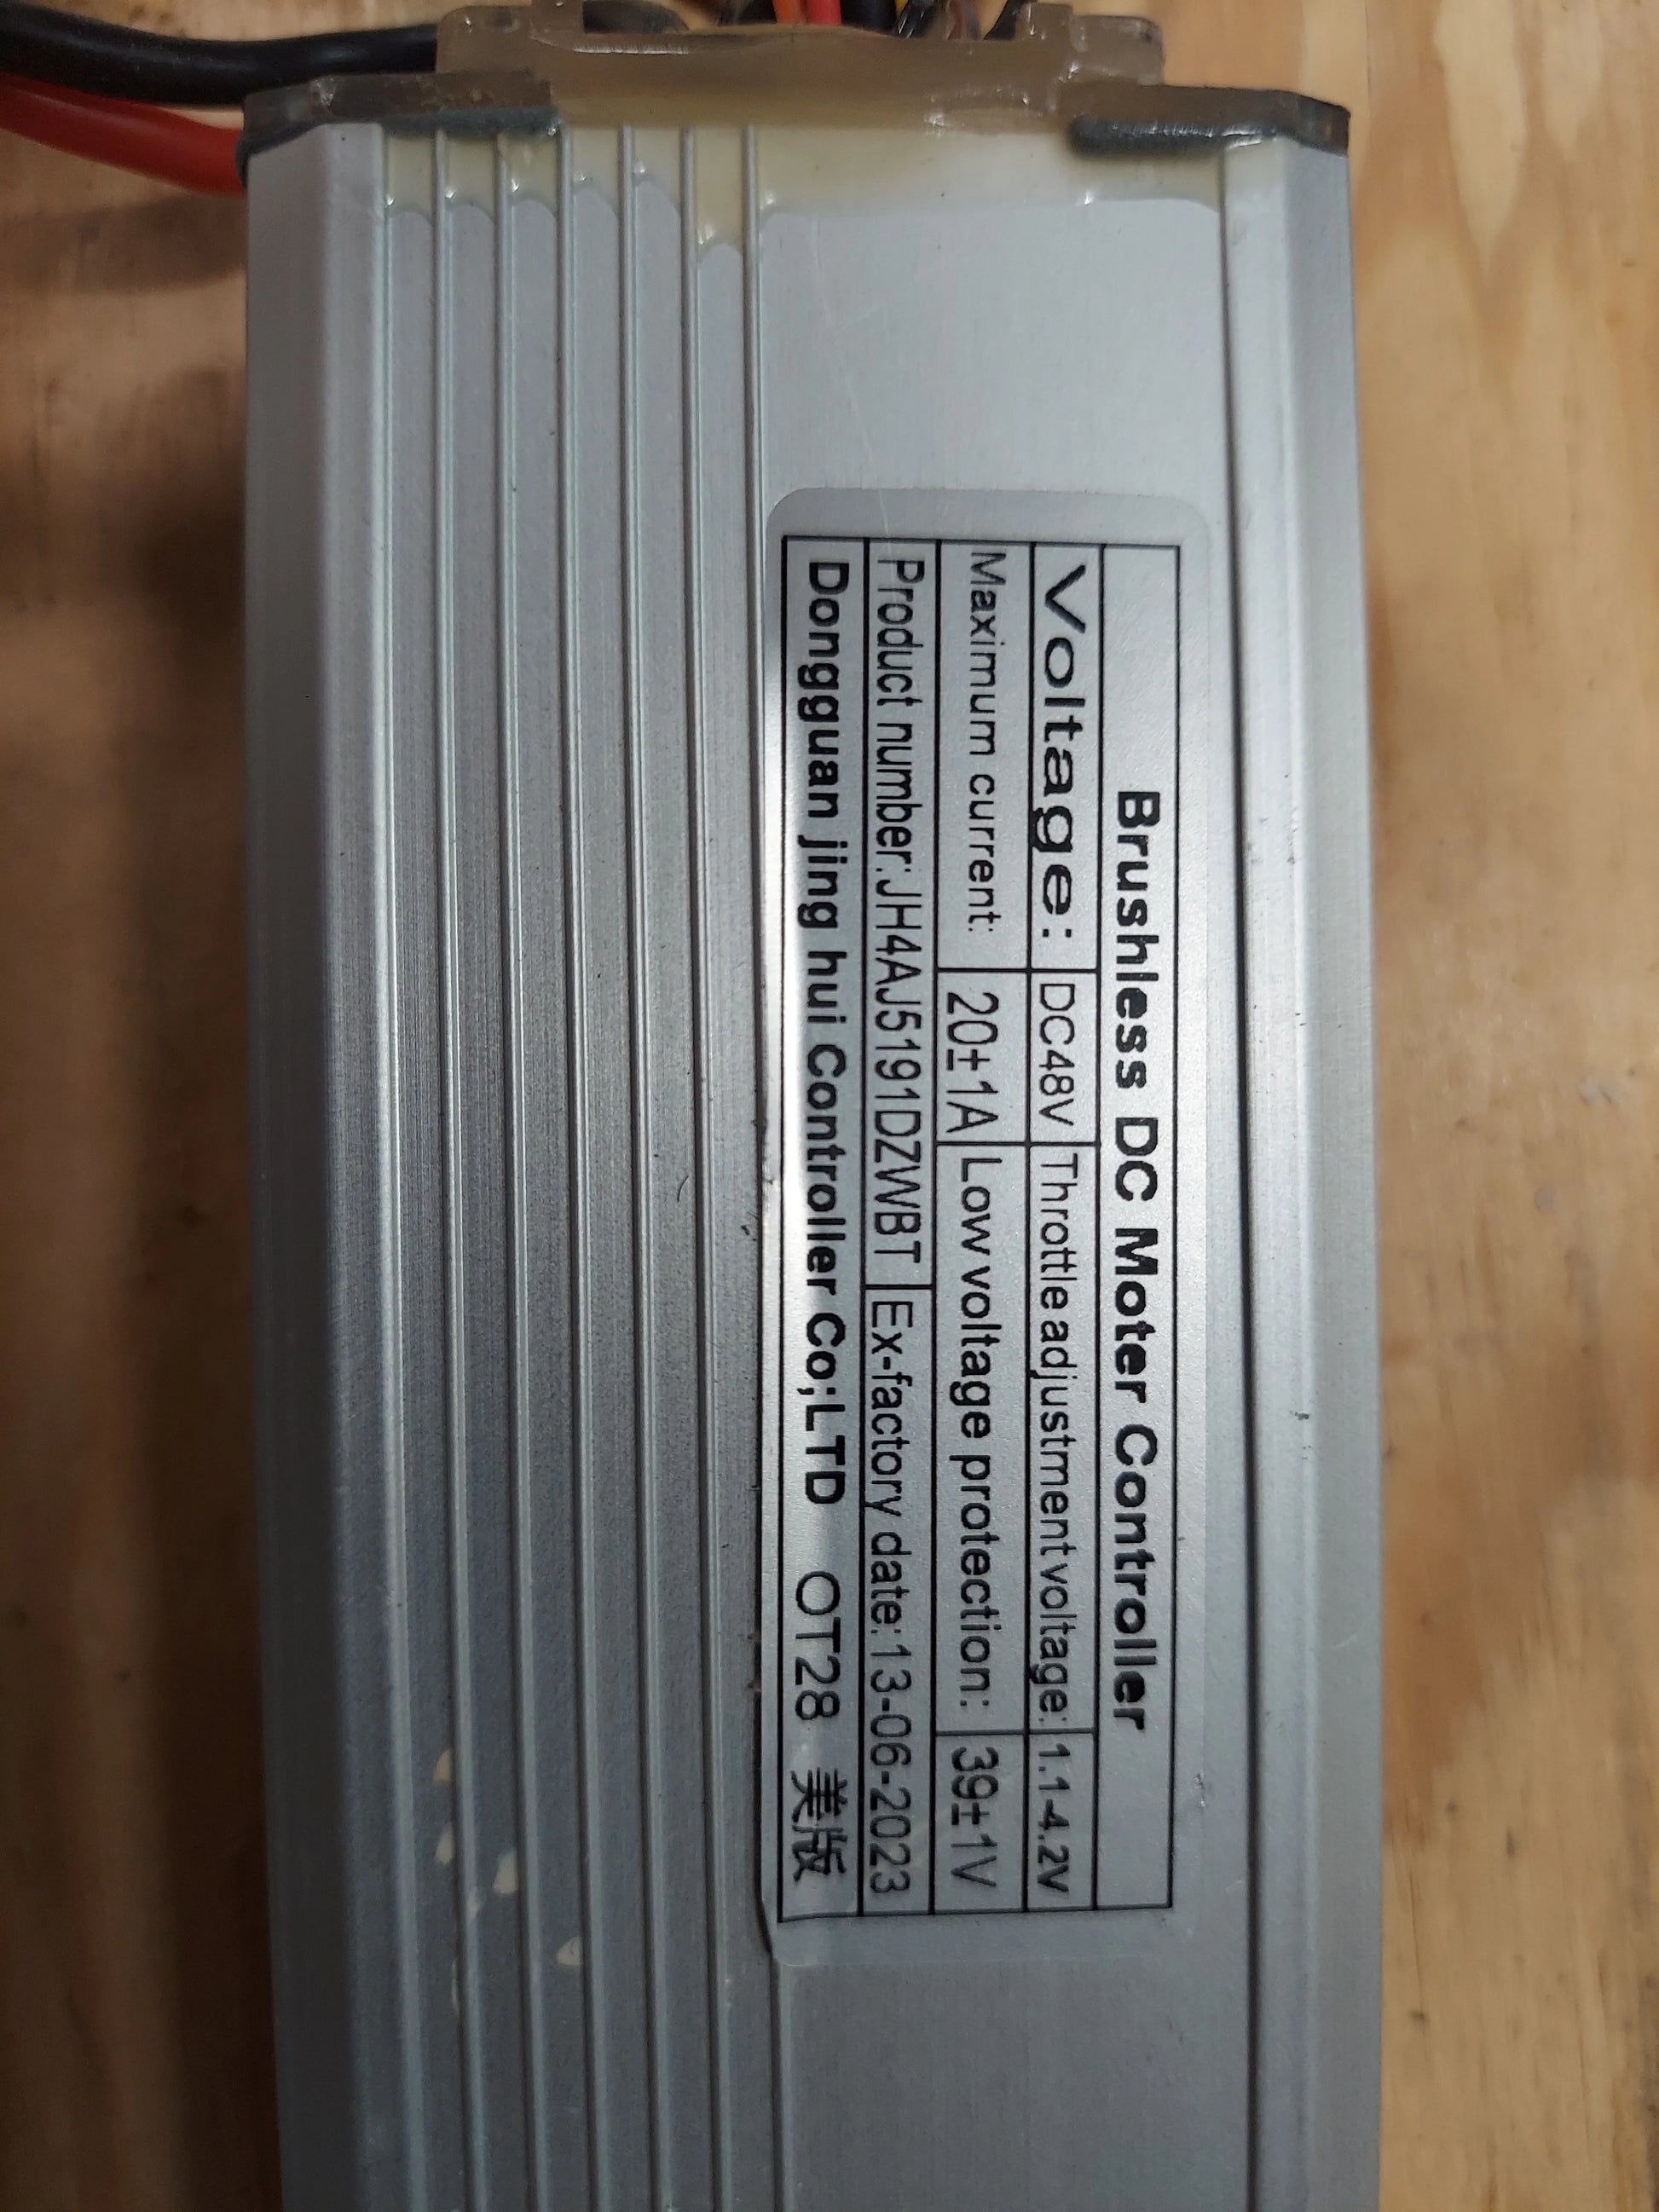 Brushless DC Moter Controller
Voltage: DC48V Throttle adjustment voltage: 1.1-4.2V
Maximum current: 20±1A Low voltage protection: 39±1V
Product number:JH4AJ5191DZWBT Ex-factory date:13-06-2023
Dongguan jing hui Controller Co;LTD OT28 美版